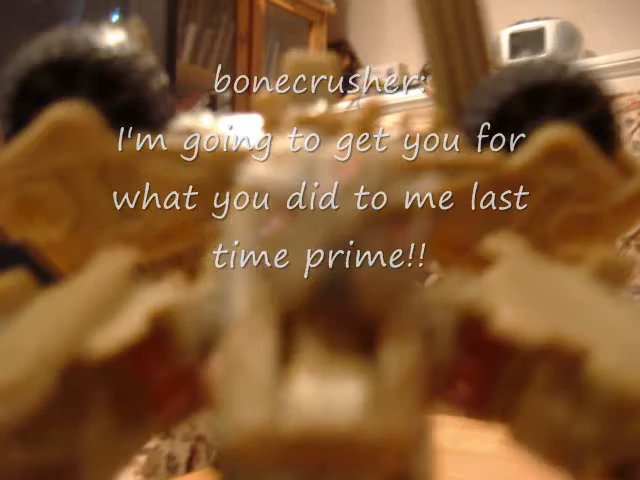 bonecrusher:
I'm going to get you for
what you did to me last
time prime!!